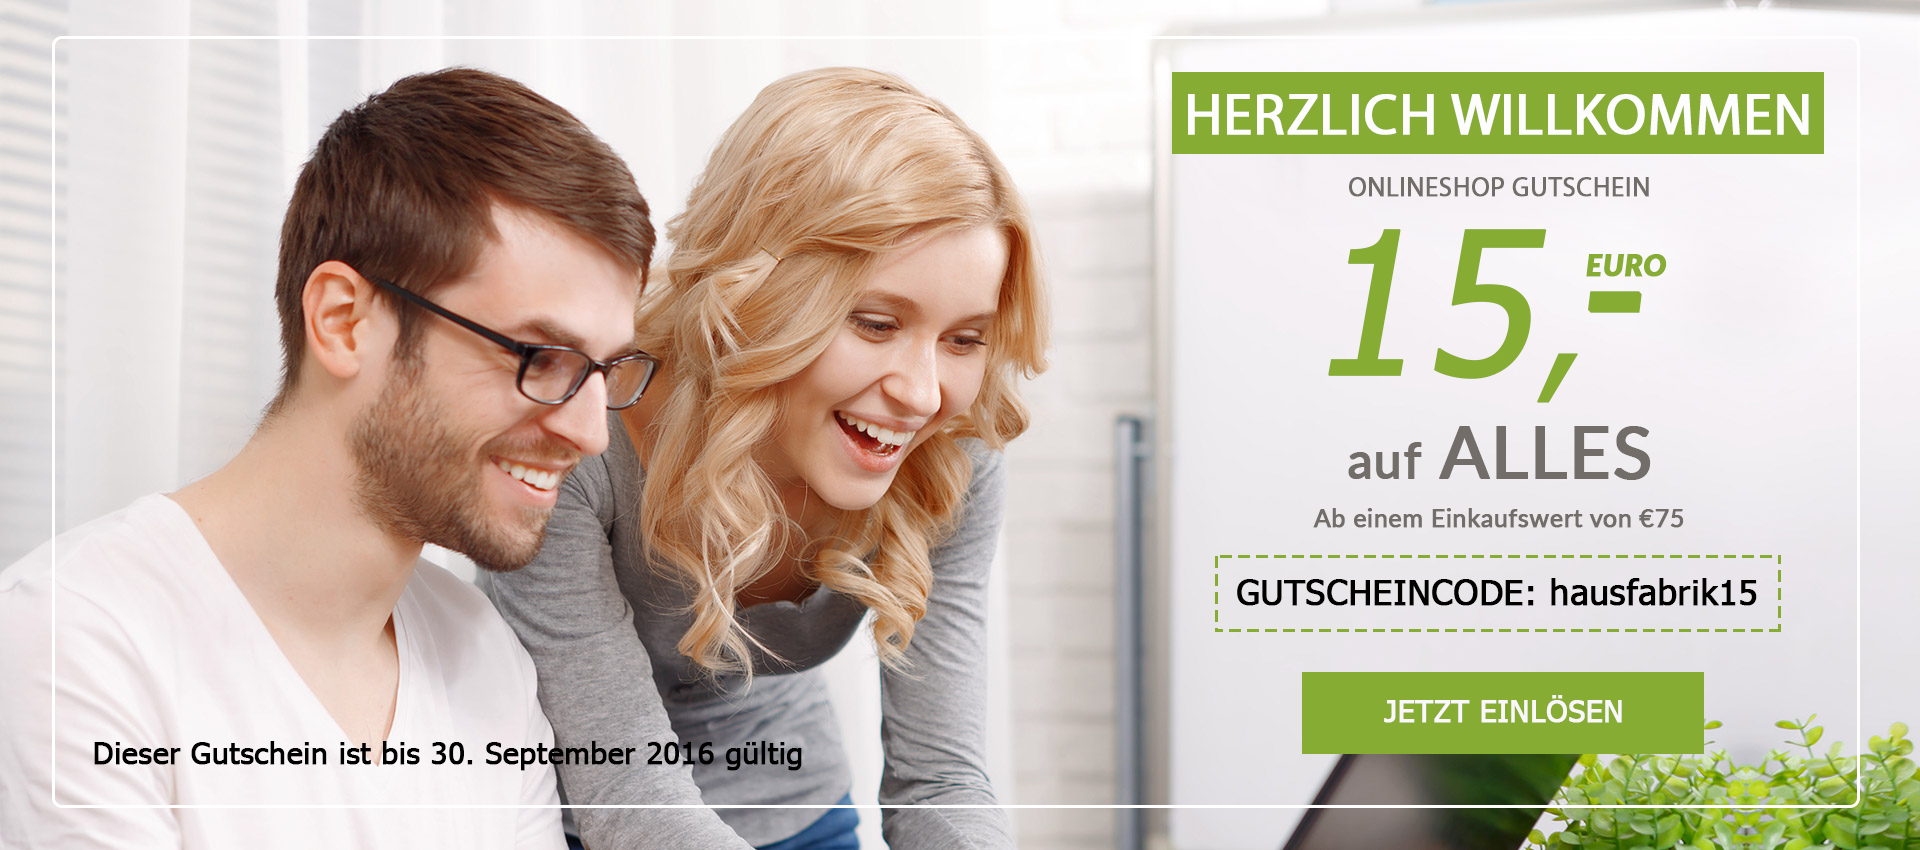 HERZLICH WILLKOMMEN
ONLINESHOP GUTSCHEIN
15,- EURO
auf ALLES
Ab einem Einkaufswert von €75
GUTSCHEINCODE: hausfabrik15
JETZT EINLÖSEN
Dieser Gutschein ist bis 30. September 2016 gültig